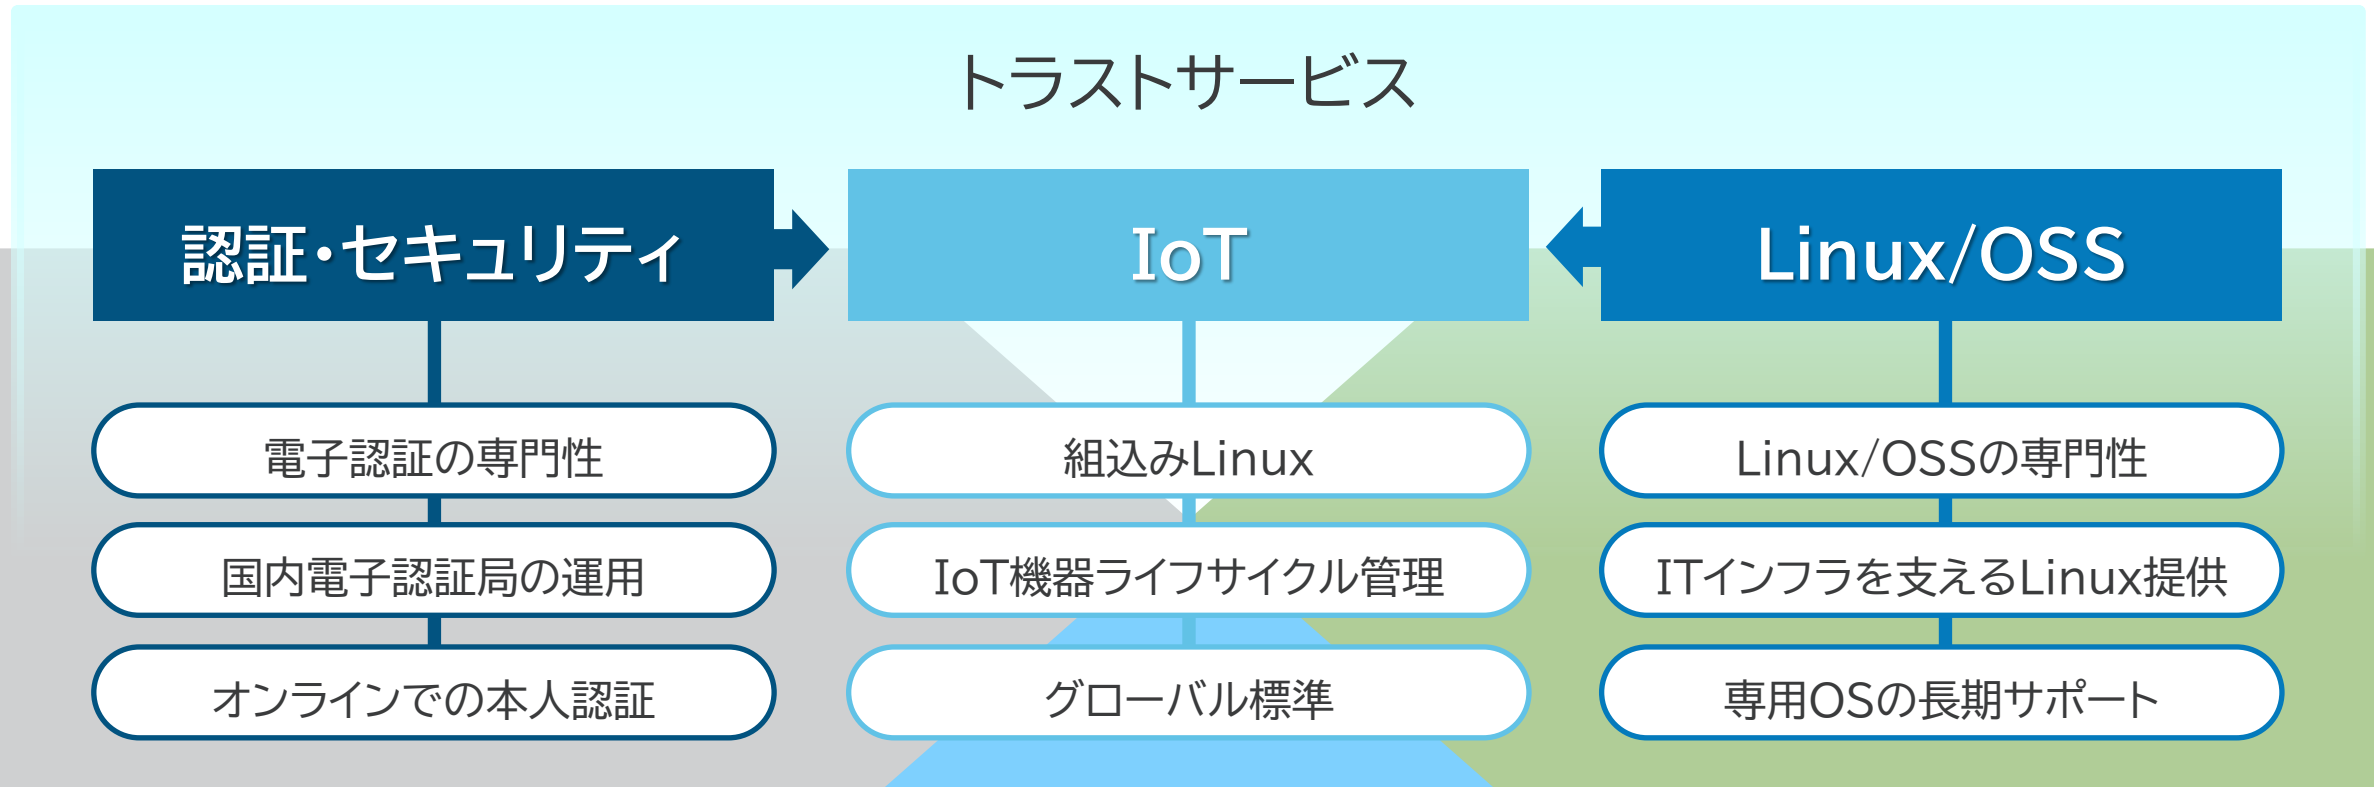 トラストサービス
認証・セキュリティ
電子認証の専門性
国内電子認証局の運用
オンラインでの本人認証
IoT
組込みLinux
IoT機器ライフサイクル管理
グローバル標準
Linux/OSS
Linux/OSSの専門性
ITインフラを支えるLinux提供
専用OSの長期サポート